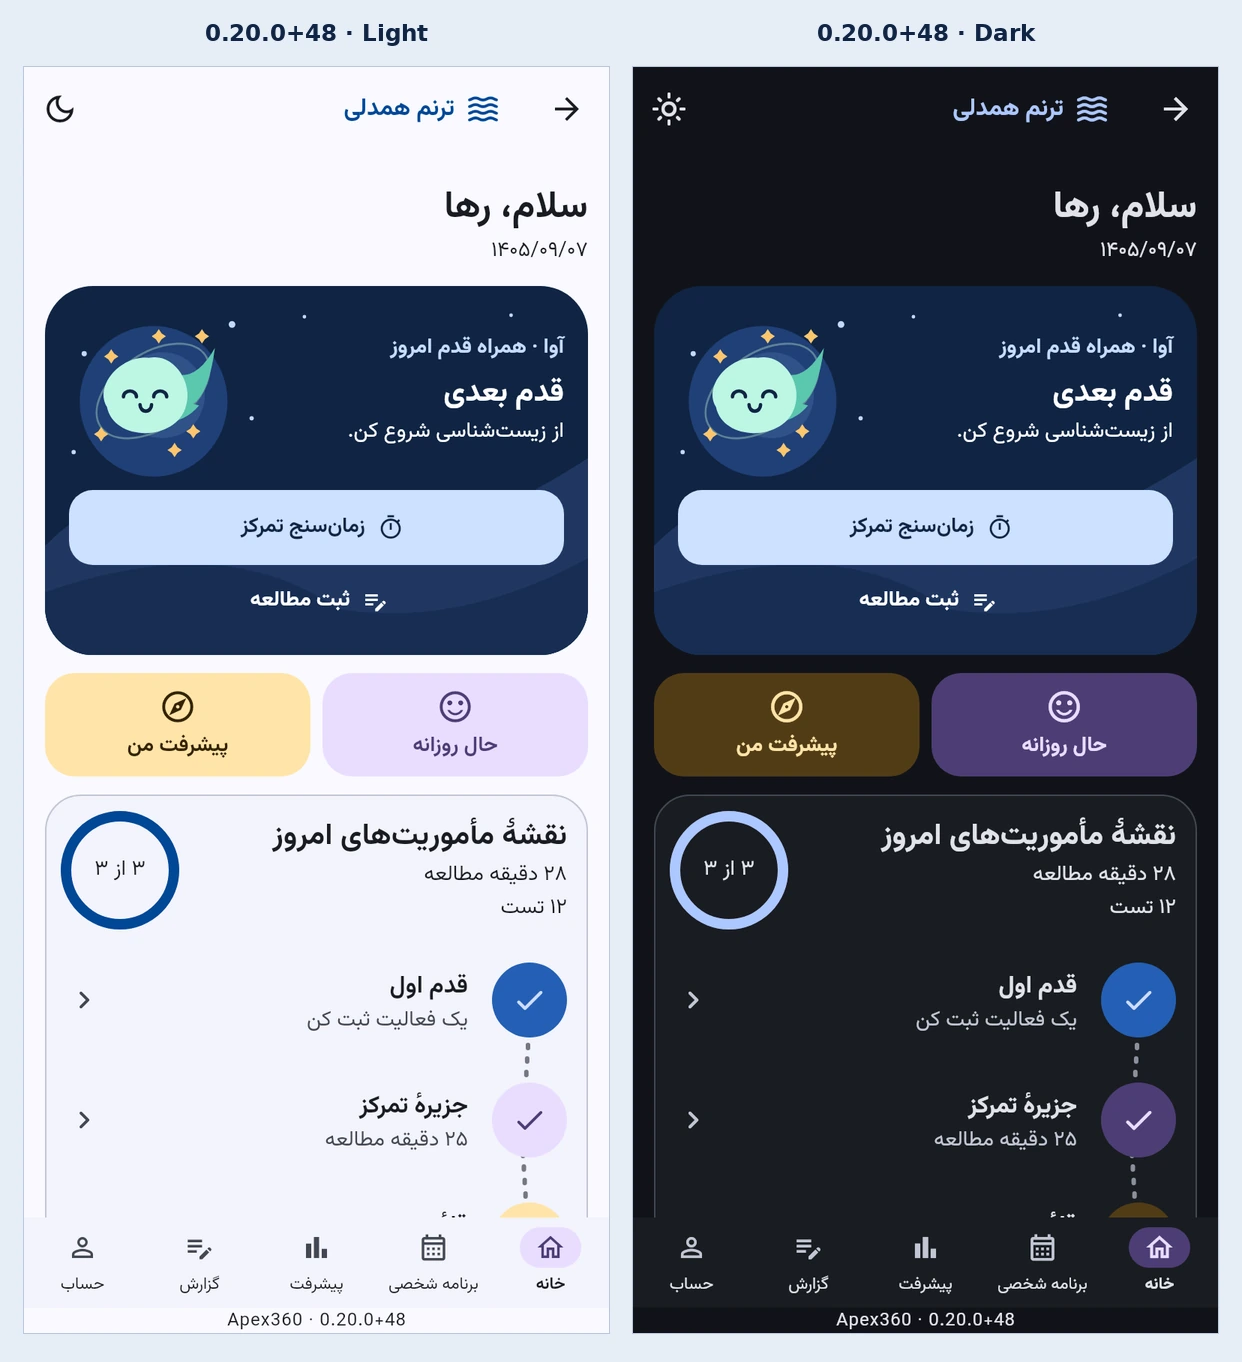 0.20.0+48 · Light
ترنم همدلی
سلام، رها
۱۴۰۵/۰۹/۰۷
آوا · همراه قدم امروز
قدم بعدی
از زیست‌شناسی شروع کن.
زمان‌سنج تمرکز
ثبت مطالعه
حال روزانه
پیشرفت من
نقشهٔ مأموریت‌های امروز
۲۸ دقیقه مطالعه
۱۲ تست
۳ از ۳
قدم اول
یک فعالیت ثبت کن
جزیرهٔ تمرکز
۲۵ دقیقه مطالعه
خانه
برنامه شخصی
پیشرفت
گزارش
حساب
Apex360 · 0.20.0+48
0.20.0+48 · Dark
ترنم همدلی
سلام، رها
۱۴۰۵/۰۹/۰۷
آوا · همراه قدم امروز
قدم بعدی
از زیست‌شناسی شروع کن.
زمان‌سنج تمرکز
ثبت مطالعه
حال روزانه
پیشرفت من
نقشهٔ مأموریت‌های امروز
۲۸ دقیقه مطالعه
۱۲ تست
۳ از ۳
قدم اول
یک فعالیت ثبت کن
جزیرهٔ تمرکز
۲۵ دقیقه مطالعه
خانه
برنامه شخصی
پیشرفت
گزارش
حساب
Apex360 · 0.20.0+48